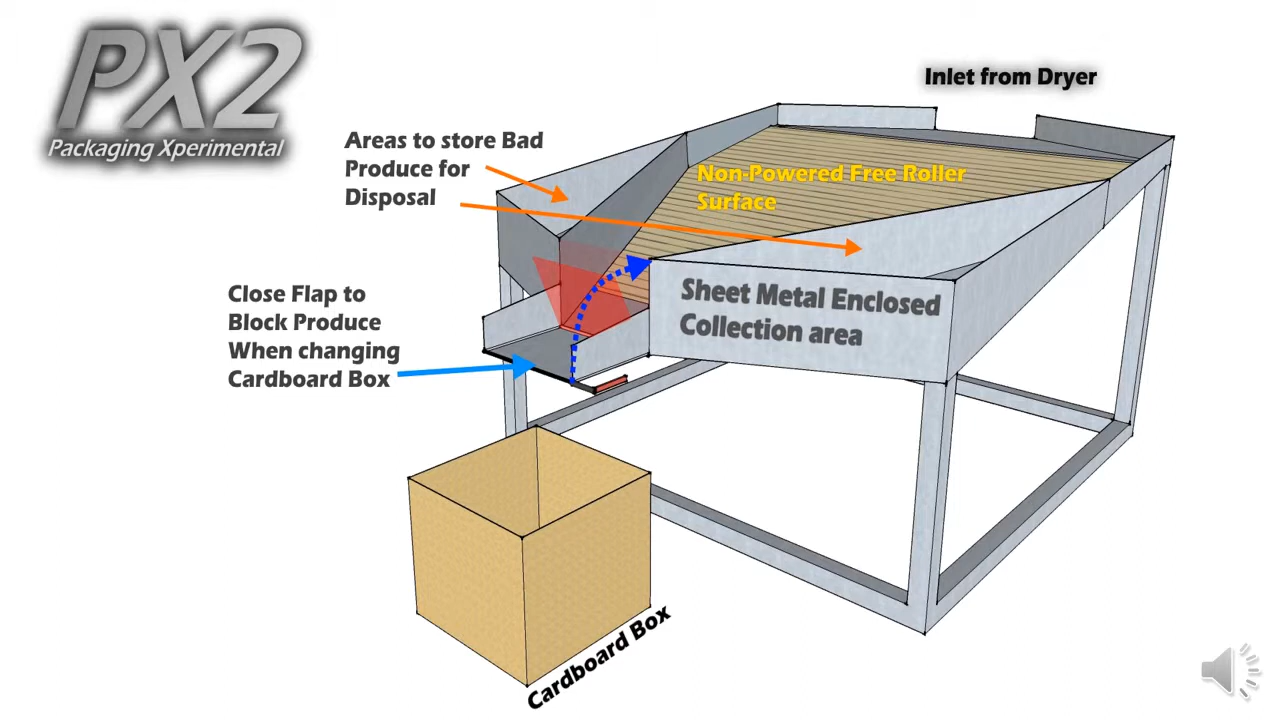 PX2
Packaging Xperimental
Inlet from Dryer
Areas to store Bad
Produce for
Disposal
Non-Powered Free Roller
Surface
Close Flap to
Block Produce
When changing
Cardboard Box
Sheet Metal Enclosed
Collection area
Cardboard Box